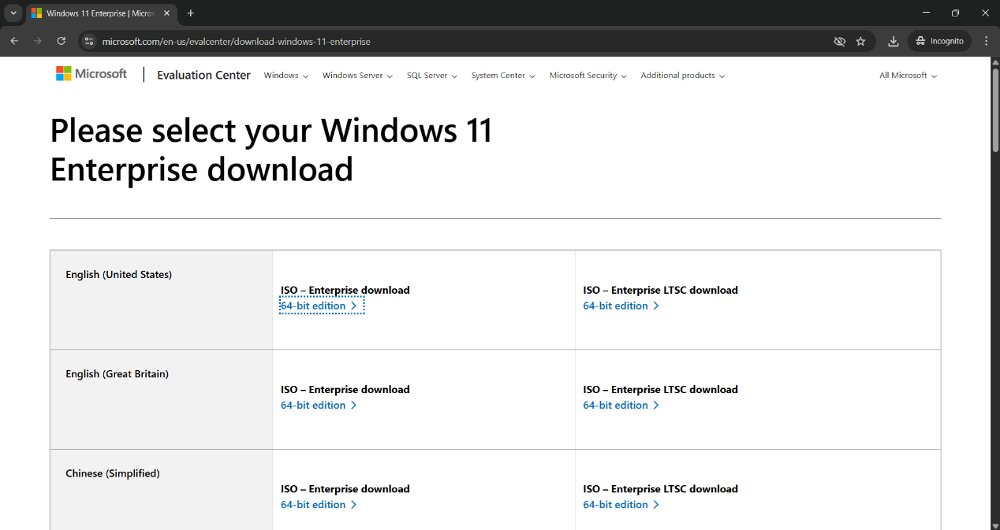 Windows 11 Enterprise | Micros
microsoft.com/en-us/evalcenter/download-windows-11-enterprise
Incognito
Microsoft
Evaluation Center
Windows
Windows Server
SQL Server
System Center
Microsoft Security
Additional products
All Microsoft
Please select your Windows 11
Enterprise download
English (United States)
ISO – Enterprise download
64-bit edition
ISO – Enterprise LTSC download
64-bit edition
English (Great Britain)
ISO – Enterprise download
64-bit edition
ISO – Enterprise LTSC download
64-bit edition
Chinese (Simplified)
ISO – Enterprise download
64-bit edition
ISO – Enterprise LTSC download
64-bit edition